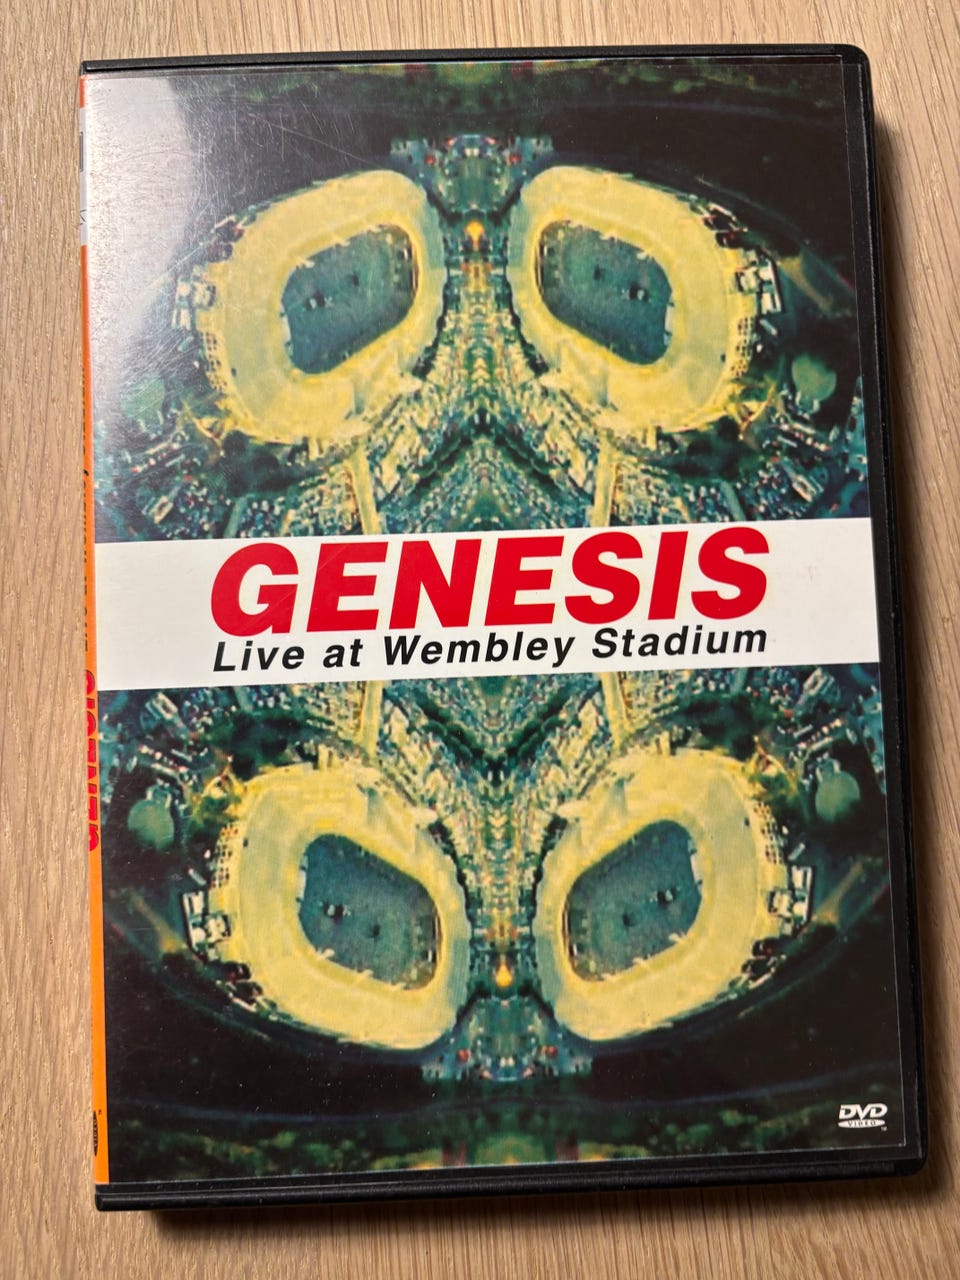 GENESIS
Live at Wembley Stadium
DVD
VIDEO
GENESIS